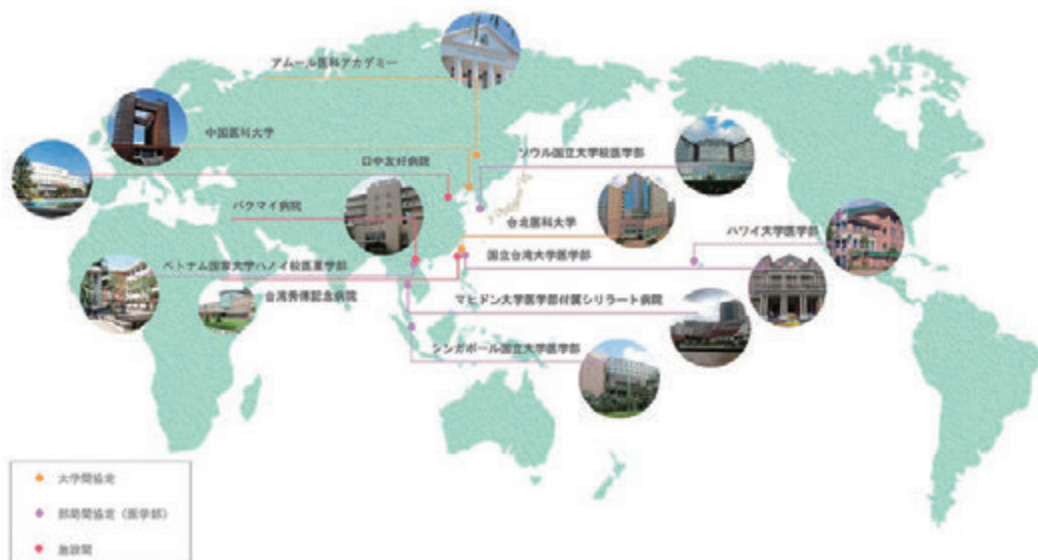 アムール医科アカデミー
中国医科大学
日中友好病院
ソウル国立大学校医学部
バクマイ病院
台北医科大学
ハワイ大学医学部
国立台湾大学医学部
ベトナム国家大学ハノイ校医薬学部
台湾秀傳記念病院
マヒドン大学医学部付属シリラート病院
シンガポール国立大学医学部
大学間協定
部局間協定（医学部）
施設間